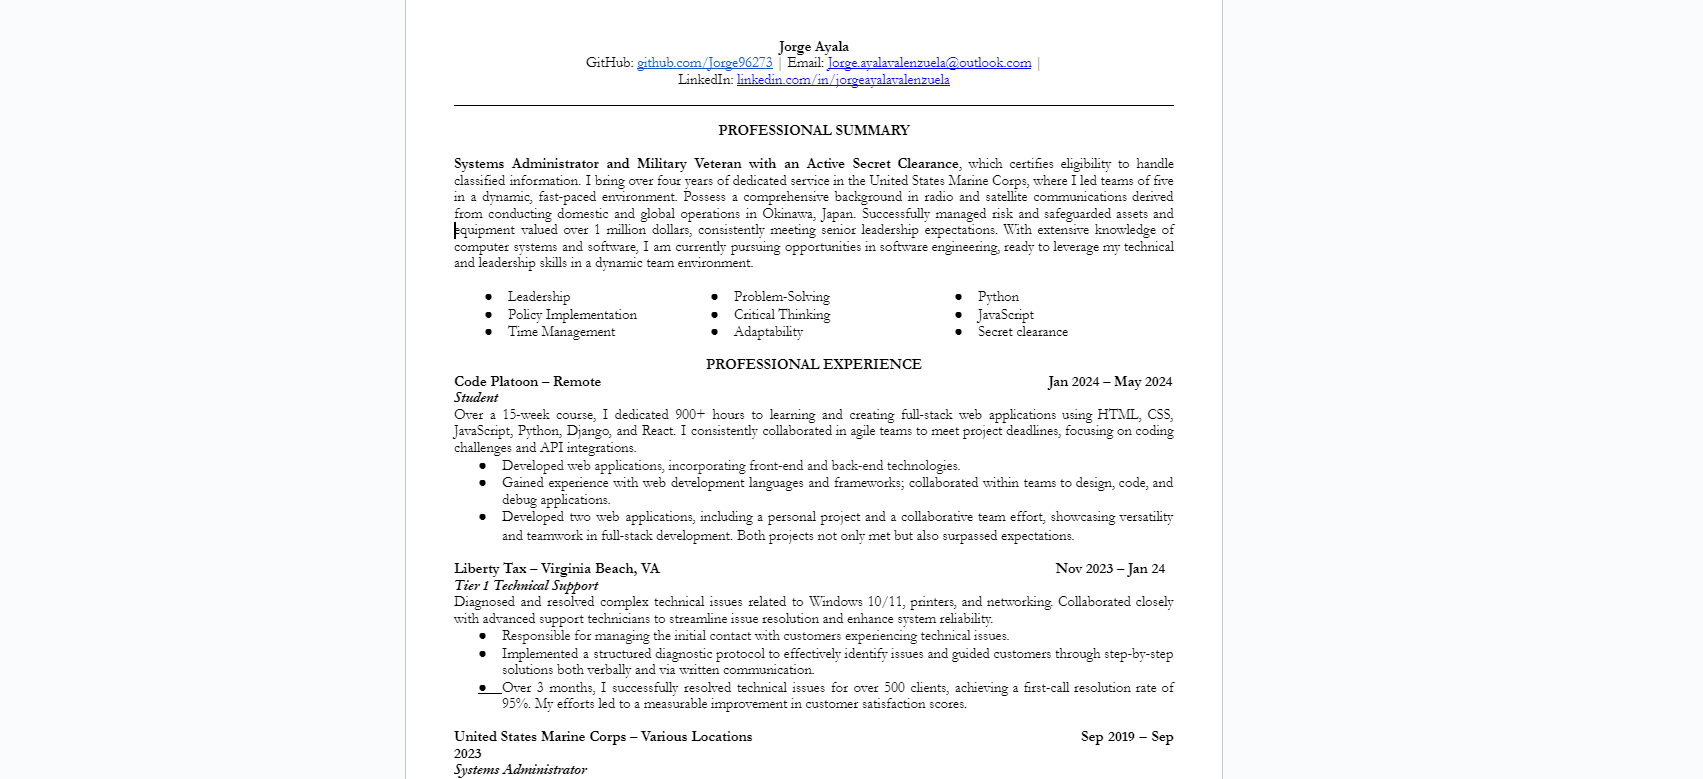 Jorge Ayala
GitHub: github.com/Jorge96273 | Email: Jorge.ayalavalenzuela@outlook.com |
LinkedIn: linkedin.com/in/jorgeayalavalenzuela
PROFESSIONAL SUMMARY
Systems Administrator and Military Veteran with an Active Secret Clearance, which certifies eligibility to handle
classified information. I bring over four years of dedicated service in the United States Marine Corps, where I led teams of five
in a dynamic, fast-paced environment. Possess a comprehensive background in radio and satellite communications derived
from conducting domestic and global operations in Okinawa, Japan. Successfully managed risk and safeguarded assets and
equipment valued over 1 million dollars, consistently meeting senior leadership expectations. With extensive knowledge of
computer systems and software, I am currently pursuing opportunities in software engineering, ready to leverage my technical
and leadership skills in a dynamic team environment.
● Leadership ● Problem-Solving ● Python
● Policy Implementation ● Critical Thinking ● JavaScript
● Time Management ● Adaptability ● Secret clearance
PROFESSIONAL EXPERIENCE
Code Platoon – Remote Jan 2024 – May 2024
Student
Over a 15-week course, I dedicated 900+ hours to learning and creating full-stack web applications using HTML, CSS,
JavaScript, Python, Django, and React. I consistently collaborated in agile teams to meet project deadlines, focusing on coding
challenges and API integrations.
● Developed web applications, incorporating front-end and back-end technologies.
● Gained experience with web development languages and frameworks; collaborated within teams to design, code, and
debug applications.
● Developed two web applications, including a personal project and a collaborative team effort, showcasing versatility
and teamwork in full-stack development. Both projects not only met but also surpassed expectations.
Liberty Tax – Virginia Beach, VA Nov 2023 – Jan 24
Tier 1 Technical Support
Diagnosed and resolved complex technical issues related to Windows 10/11, printers, and networking. Collaborated closely
with advanced support technicians to streamline issue resolution and enhance system reliability.
● Responsible for managing the initial contact with customers experiencing technical issues.
● Implemented a structured diagnostic protocol to effectively identify issues and guided customers through step-by-step
solutions both verbally and via written communication.
● Over 3 months, I successfully resolved technical issues for over 500 clients, achieving a first-call resolution rate of
95%. My efforts led to a measurable improvement in customer satisfaction scores.
United States Marine Corps – Various Locations Sep 2019 – Sep
2023
Systems Administrator